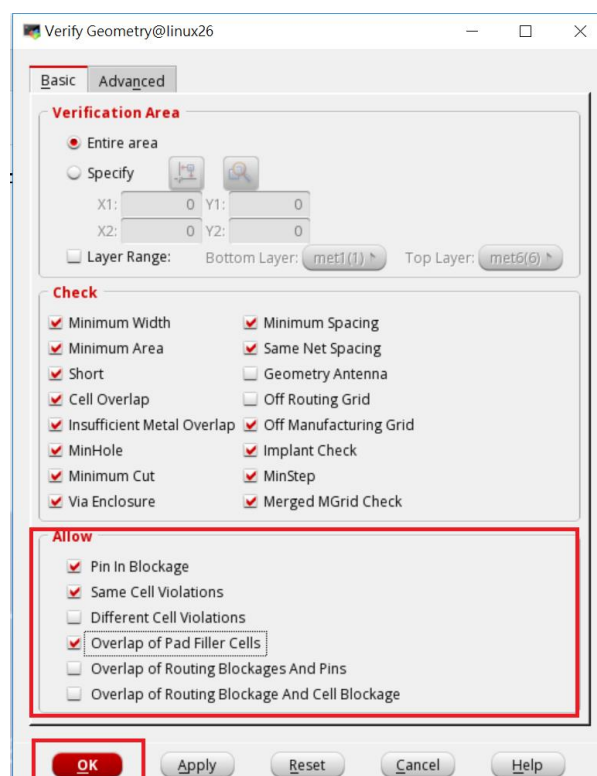 Verify Geometry@linux26
Basic Advanced
Verification Area
Entire area
Specify
X1: 0 Y1: 0
X2: 0 Y2: 0
Layer Range: Bottom Layer: met1(1) Top Layer: met6(6)
Check
Minimum Width Minimum Spacing
Minimum Area Same Net Spacing
Short Geometry Antenna
Cell Overlap Off Routing Grid
Insufficient Metal Overlap Off Manufacturing Grid
MinHole Implant Check
Minimum Cut MinStep
Via Enclosure Merged MGrid Check
Allow
Pin In Blockage
Same Cell Violations
Different Cell Violations
Overlap of Pad Filler Cells
Overlap of Routing Blockages And Pins
Overlap of Routing Blockage And Cell Blockage
OK Apply Reset Cancel Help